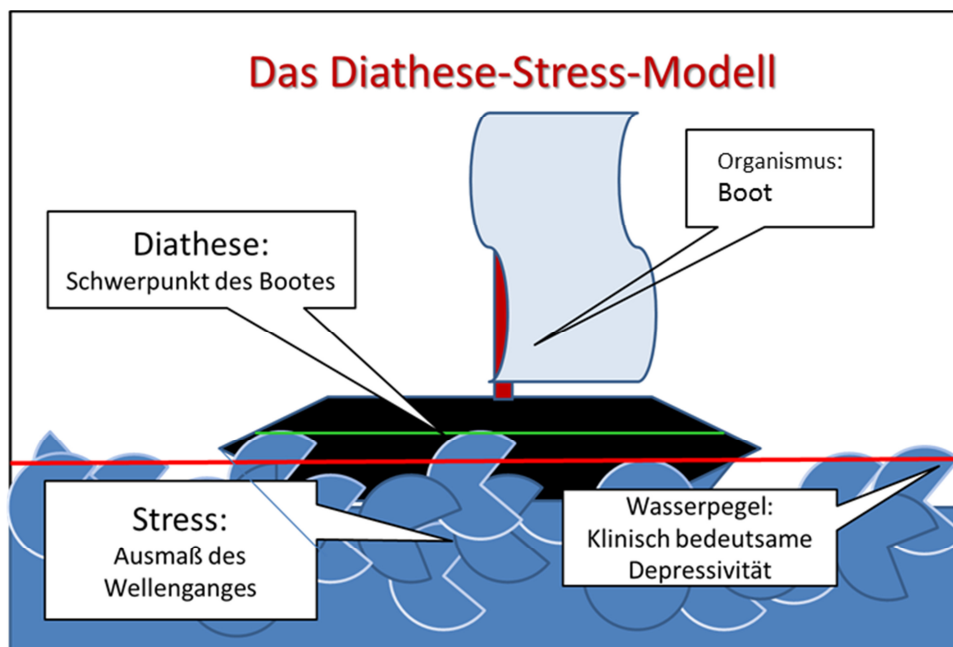 Das Diathese-Stress-Modell
Organismus:
Boot
Diathese:
Schwerpunkt des Bootes
Stress:
Ausmaß des
Wellenganges
Wasserpegel:
Klinisch bedeutsame
Depressivität